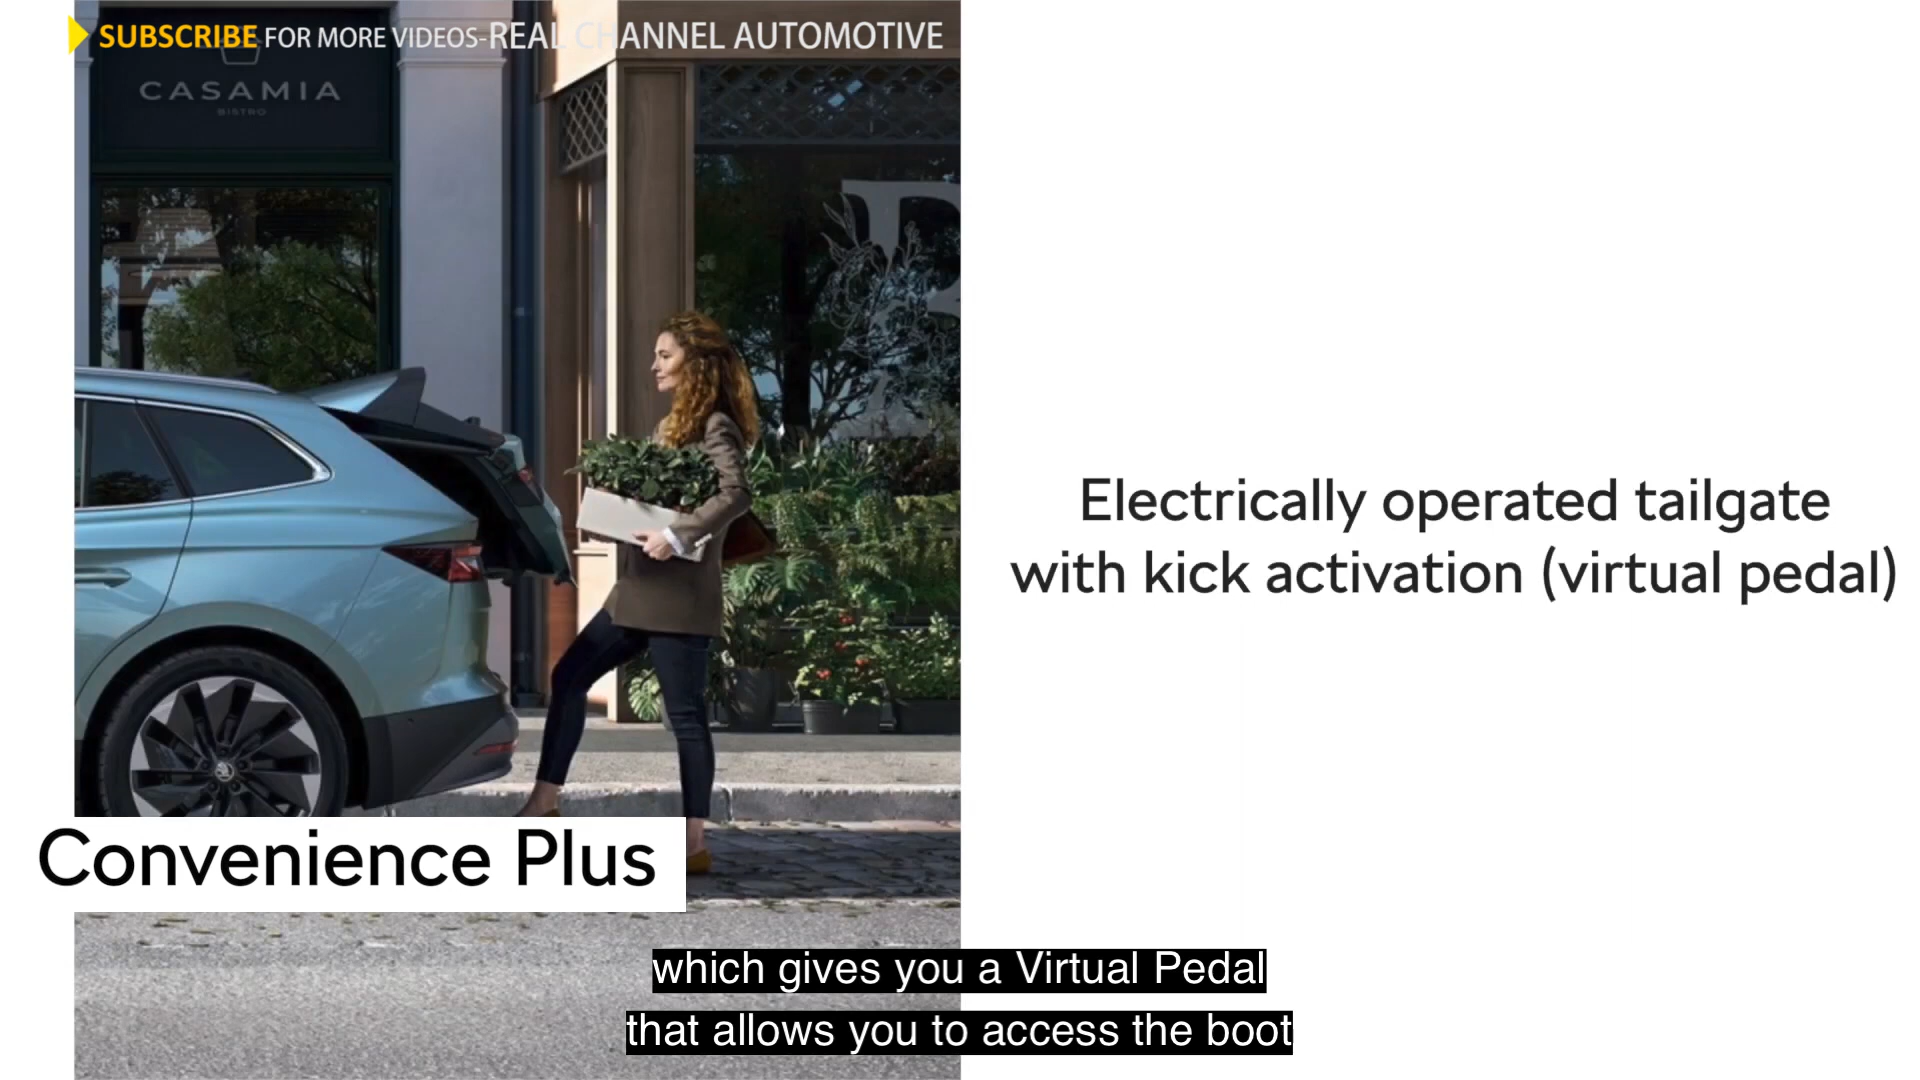 SUBSCRIBE FOR MORE VIDEOS-REAL CHANNEL AUTOMOTIVE
CASAMIA
BISTRO
R
Electrically operated tailgate
with kick activation (virtual pedal)
Convenience Plus
which gives you a Virtual Pedal
that allows you to access the boot